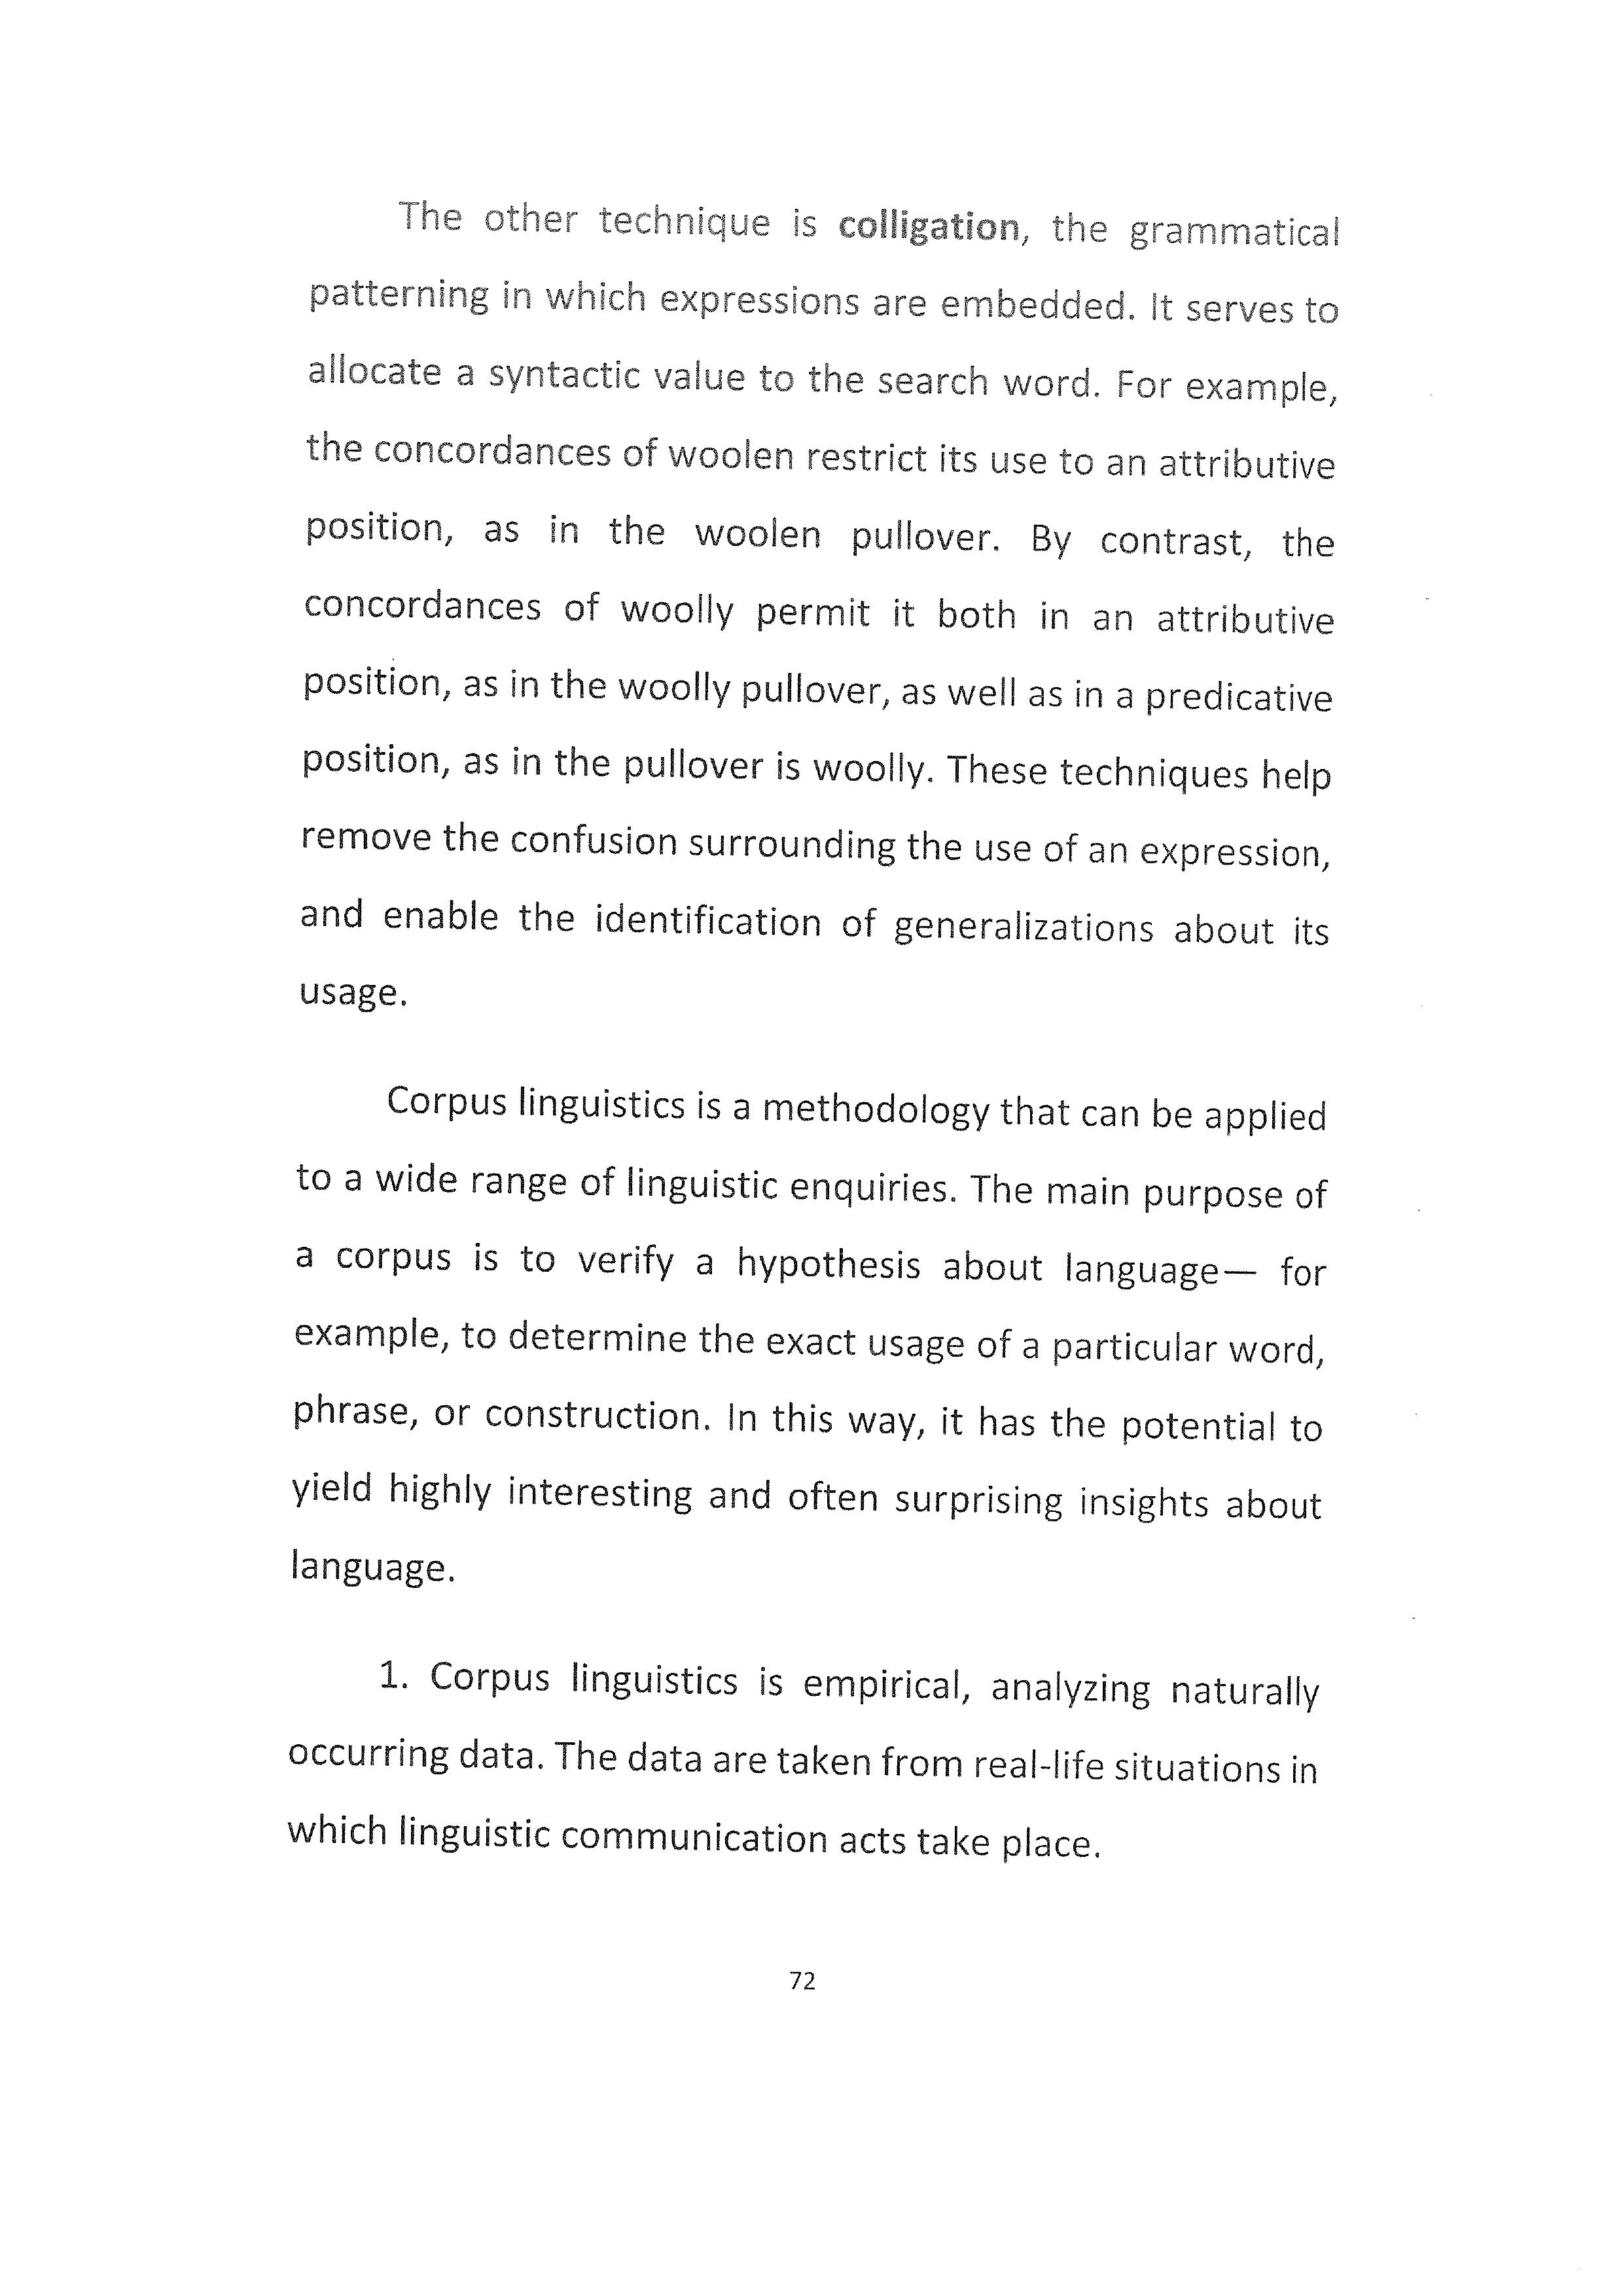 The other technique is colligation, the grammatical
patterning in which expressions are embedded. It serves to
allocate a syntactic value to the search word. For example,
the concordances of woolen restrict its use to an attributive
position, as in the woolen pullover. By contrast, the
concordances of woolly permit it both in an attributive
position, as in the woolly pullover, as well as in a predicative
position, as in the pullover is woolly. These techniques help
remove the confusion surrounding the use of an expression,
and enable the identification of generalizations about its
usage.
Corpus linguistics is a methodology that can be applied
to a wide range of linguistic enquiries. The main purpose of
a corpus is to verify a hypothesis about language— for
example, to determine the exact usage of a particular word,
phrase, or construction. In this way, it has the potential to
yield highly interesting and often surprising insights about
language.
1. Corpus linguistics is empirical, analyzing naturally
occurring data. The data are taken from real-life situations in
which linguistic communication acts take place.
72